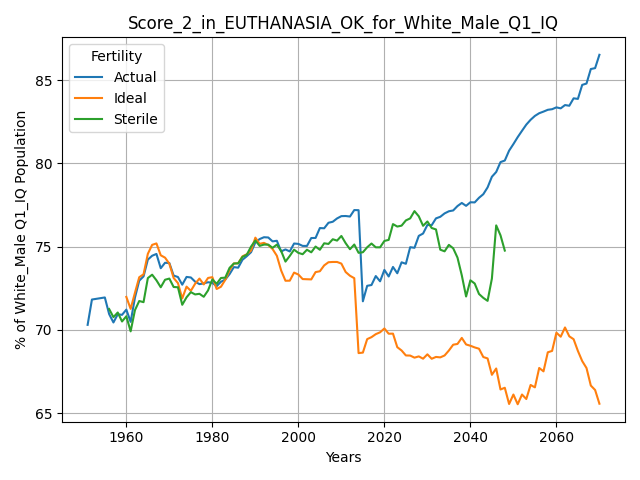 Score_2_in_EUTHANASIA_OK_for_White_Male_Q1_IQ
Fertility
Actual
Ideal
Sterile
% of White_Male Q1_IQ Population
85
80
75
70
65
1960
1980
2000
2020
2040
2060
Years